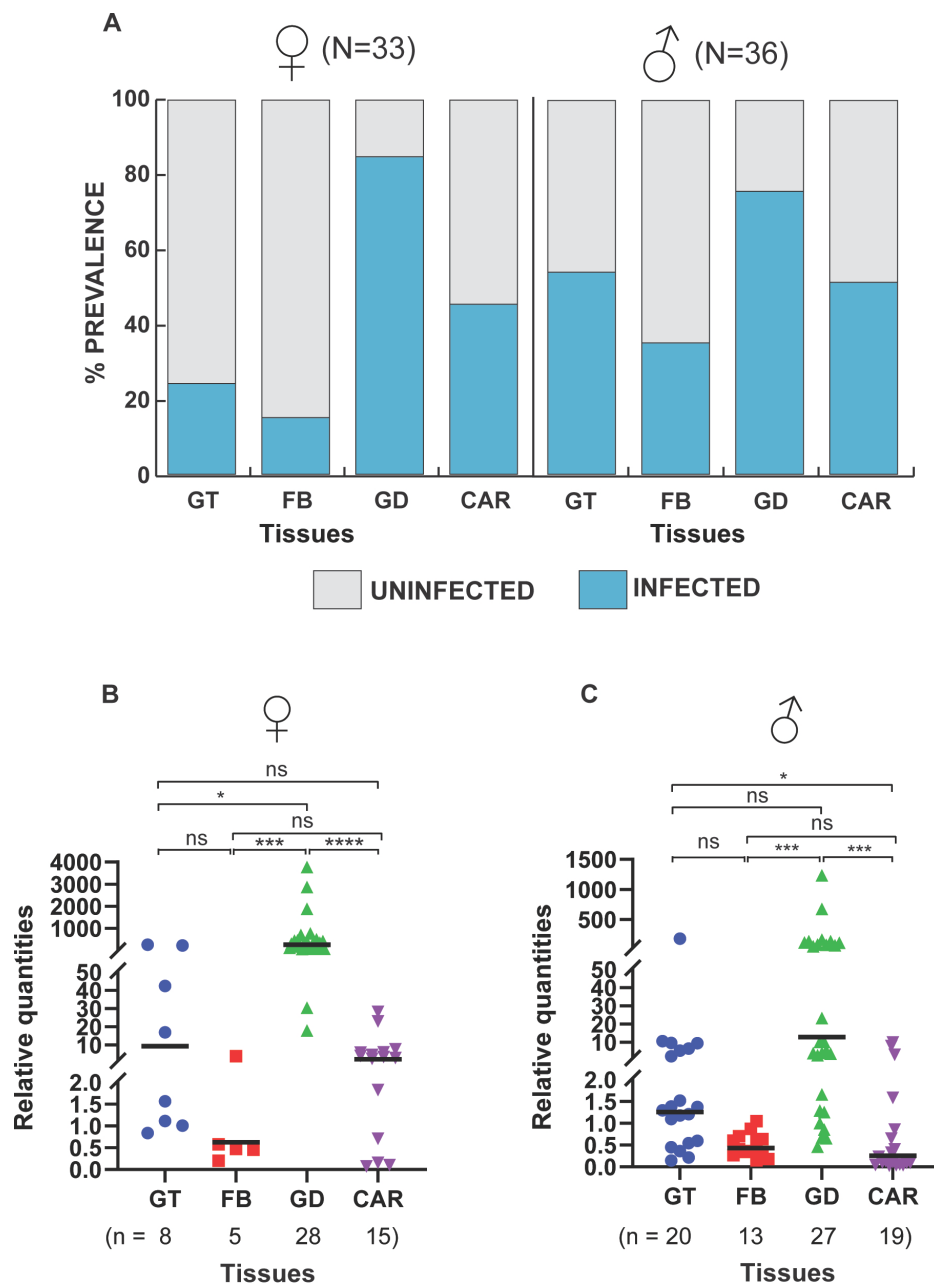 A
(N=33) (N=36)
100
80
60
40
20
0
% PREVALENCE
GT FB GD CAR GT FB GD CAR
Tissues Tissues
UNINFECTED INFECTED
B
ns
*
ns
ns *** ****
4000
3000
2000
1000
50
40
30
20
10
2.0
1.5
1.0
0.5
0.0
Relative quantities
GT FB GD CAR
(n = 8 5 28 15)
Tissues
C
*
ns
ns
ns *** ***
1500
1000
500
50
40
30
20
10
2.0
1.5
1.0
0.5
0.0
Relative quantities
GT FB GD CAR
(n = 20 13 27 19)
Tissues